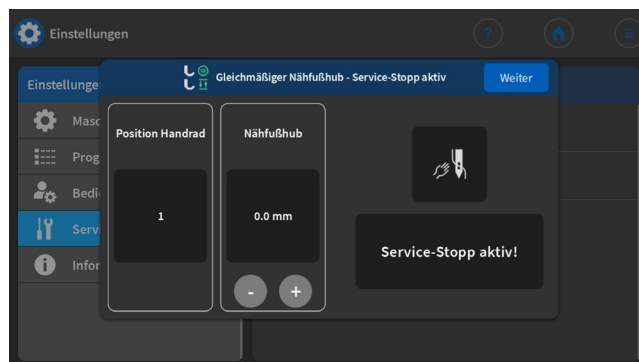 Einstellungen
?
Gleichmäßiger Nähfußhub - Service-Stopp aktiv
Weiter
Einstellunge
Masc
Prog
Bedi
Serv
Infor
Position Handrad
1
Nähfußhub
0.0 mm
- +
Service-Stopp aktiv!